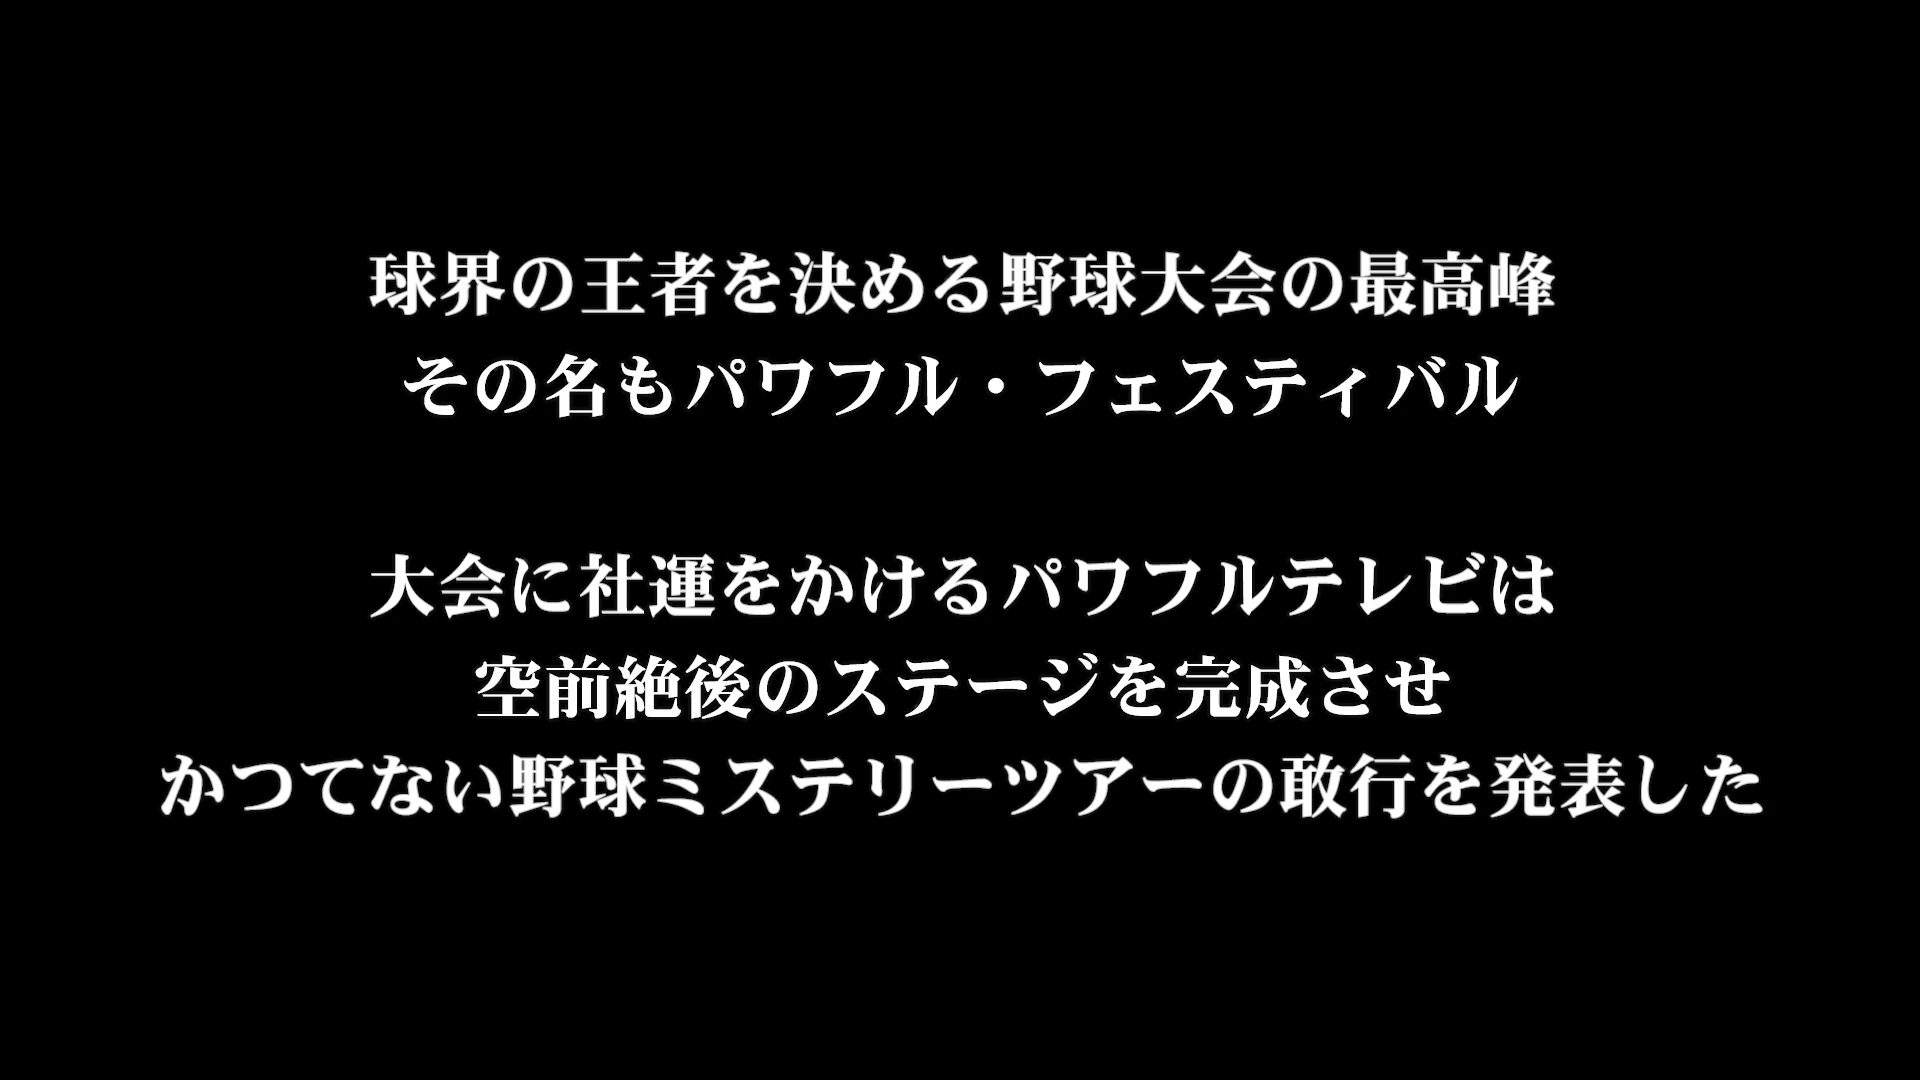 球界の王者を決める野球大会の最高峰
その名もパワフル・フェスティバル
大会に社運をかけるパワフルテレビは
空前絶後のステージを完成させ
かつてない野球ミステリーツアーの敢行を発表した